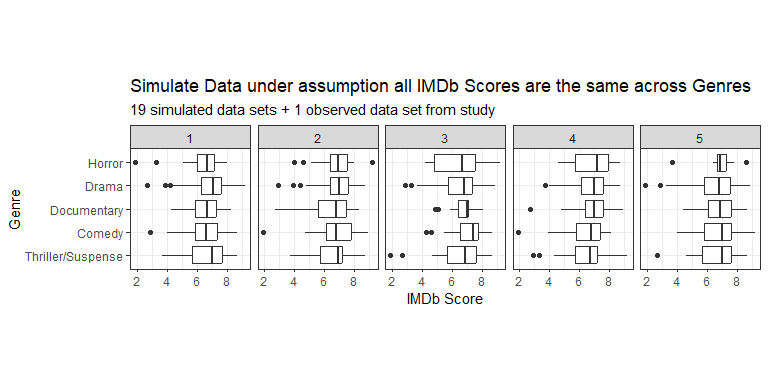 Simulate Data under assumption all IMDb Scores are the same across Genres
19 simulated data sets + 1 observed data set from study
1 2 3 4 5
Horror
Drama
Documentary
Comedy
Thriller/Suspense
Genre
2 4 6 8 2 4 6 8 2 4 6 8 2 4 6 8 2 4 6 8
IMDb Score